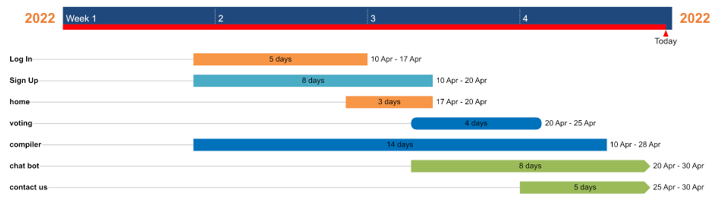 2022 Week 1 2 3 4 2022
Today
Log In 5 days 10 Apr - 17 Apr
Sign Up 8 days 10 Apr - 20 Apr
home 3 days 17 Apr - 20 Apr
voting 4 days 20 Apr - 25 Apr
compiler 14 days 10 Apr - 28 Apr
chat bot 8 days 20 Apr - 30 Apr
contact us 5 days 25 Apr - 30 Apr